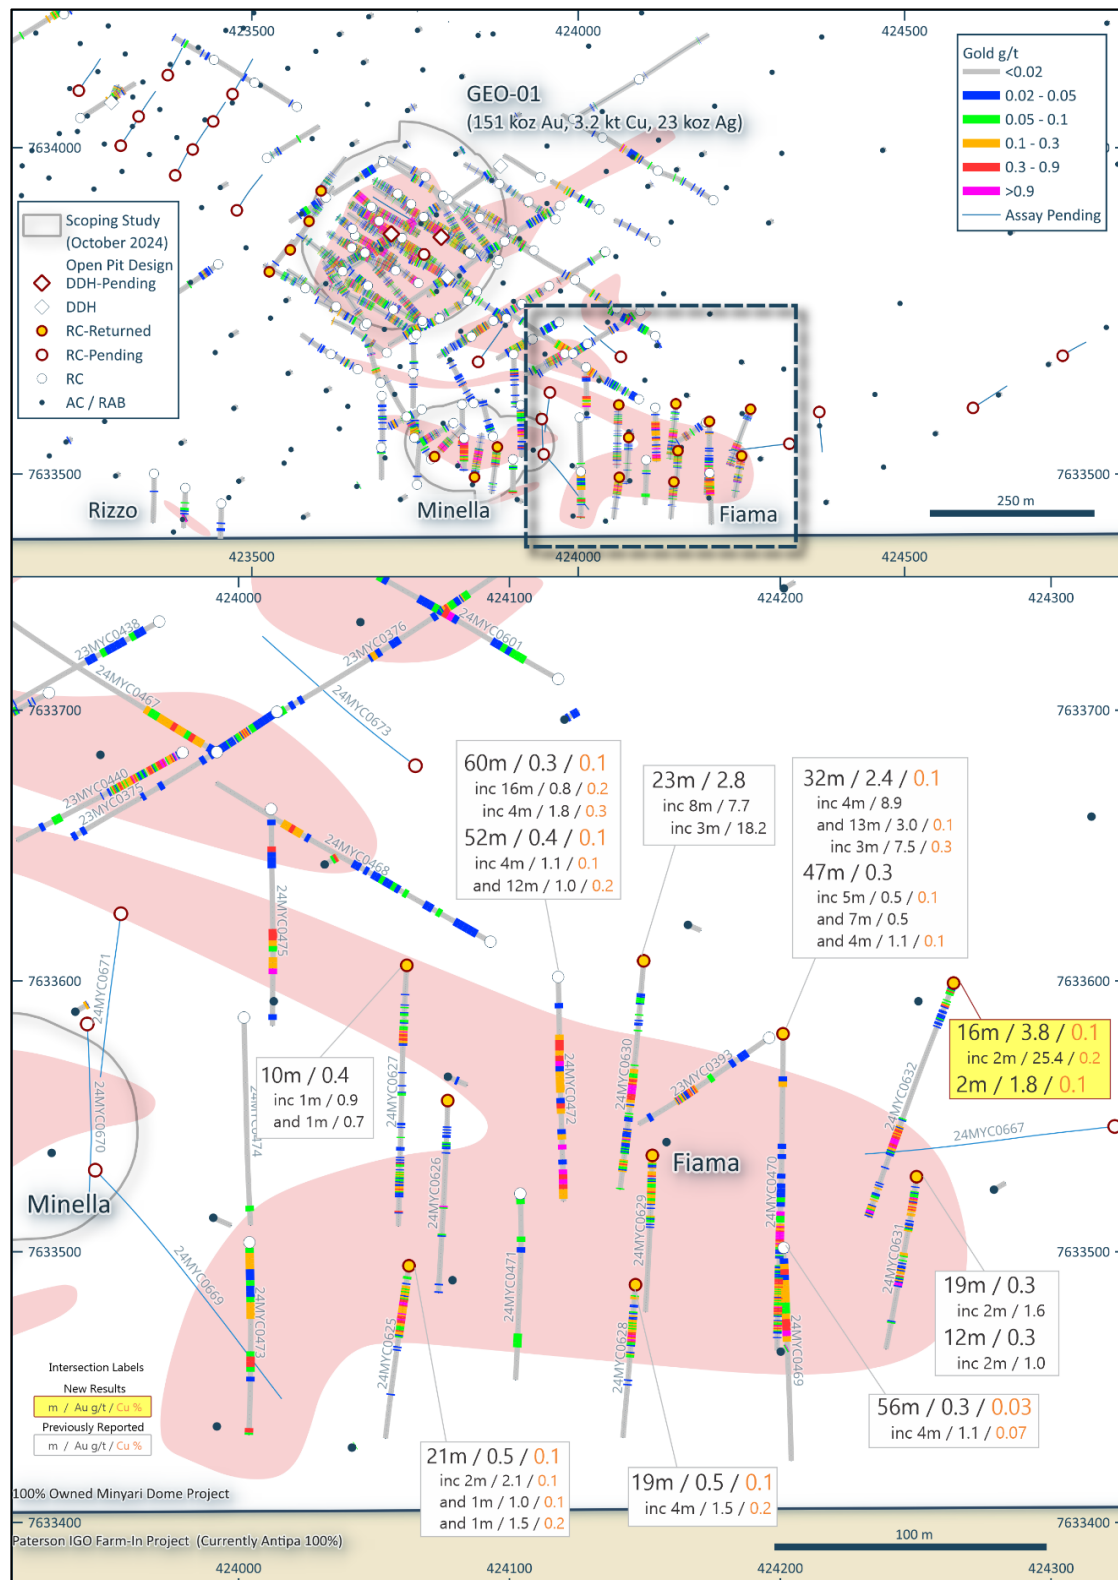 423500
424000
424500
GEO-01
(151 koz Au, 3.2 kt Cu, 23 koz Ag)
Gold g/t
<0.02
0.02 - 0.05
0.05 - 0.1
0.1 - 0.3
0.3 - 0.9
>0.9
Assay Pending
7634000
Scoping Study
(October 2024)
Open Pit Design
DDH-Pending
DDH
RC-Returned
RC-Pending
RC
AC / RAB
7633500
7633500
Rizzo
Minella
Fiama
250 m
423500
424000
424500
424000
424100
424200
424300
23MYC0438
23MYC0376
24MYC0601
24MYC0467
24MYC0673
7633700
7633700
23MYC0440
23MYC0375
60m / 0.3 / 0.1
inc 16m / 0.8 / 0.2
inc 4m / 1.8 / 0.3
52m / 0.4 / 0.1
inc 4m / 1.1 / 0.1
and 12m / 1.0 / 0.2
23m / 2.8
inc 8m / 7.7
inc 3m / 18.2
32m / 2.4 / 0.1
inc 4m / 8.9
and 13m / 3.0 / 0.1
inc 3m / 7.5 / 0.3
47m / 0.3
inc 5m / 0.5 / 0.1
and 7m / 0.5
and 4m / 1.1 / 0.1
24MYC0468
24MYC0475
24MYC0671
7633600
7633600
16m / 3.8 / 0.1
inc 2m / 25.4 / 0.2
2m / 1.8 / 0.1
10m / 0.4
inc 1m / 0.9
and 1m / 0.7
24MYC0627
24MYC0472
24MYC0630
23MYC0393
24MYC0632
24MYC0667
24MYC0670
24MYC0474
24MYC0626
Fiama
24MYC0470
Minella
24MYC0629
24MYC0631
7633500
7633500
24MYC0669
24MYC0471
24MYC0473
24MYC0625
24MYC0628
24MYC0469
19m / 0.3
inc 2m / 1.6
12m / 0.3
inc 2m / 1.0
Intersection Labels
New Results
m / Au g/t / Cu %
Previously Reported
m / Au g/t / Cu %
56m / 0.3 / 0.03
inc 4m / 1.1 / 0.07
21m / 0.5 / 0.1
inc 2m / 2.1 / 0.1
and 1m / 1.0 / 0.1
and 1m / 1.5 / 0.2
19m / 0.5 / 0.1
inc 4m / 1.5 / 0.2
100% Owned Minyari Dome Project
7633400
7633400
Paterson IGO Farm-In Project (Currently Antipa 100%)
100 m
424000
424100
424200
424300